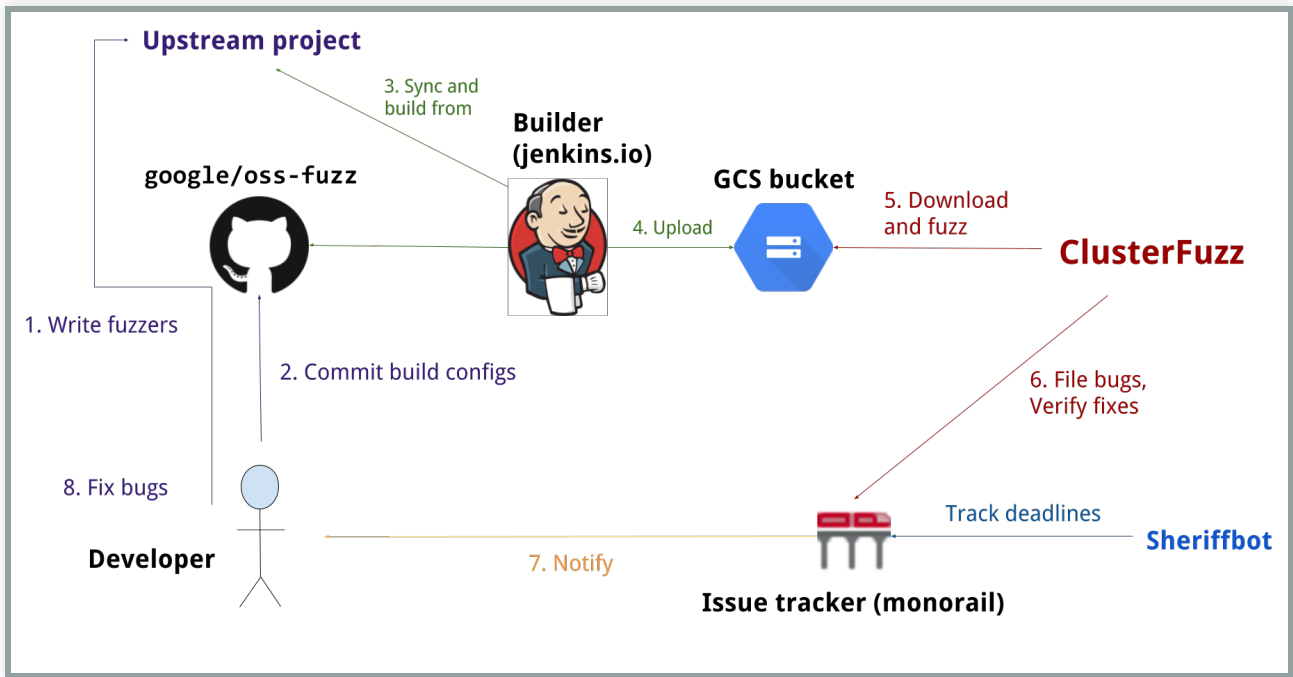 Upstream project
3. Sync and
build from
Builder
(jenkins.io)
google/oss-fuzz
GCS bucket
4. Upload
5. Download
and fuzz
ClusterFuzz
1. Write fuzzers
2. Commit build configs
6. File bugs,
Verify fixes
8. Fix bugs
Developer
7. Notify
Track deadlines
Sheriffbot
Issue tracker (monorail)